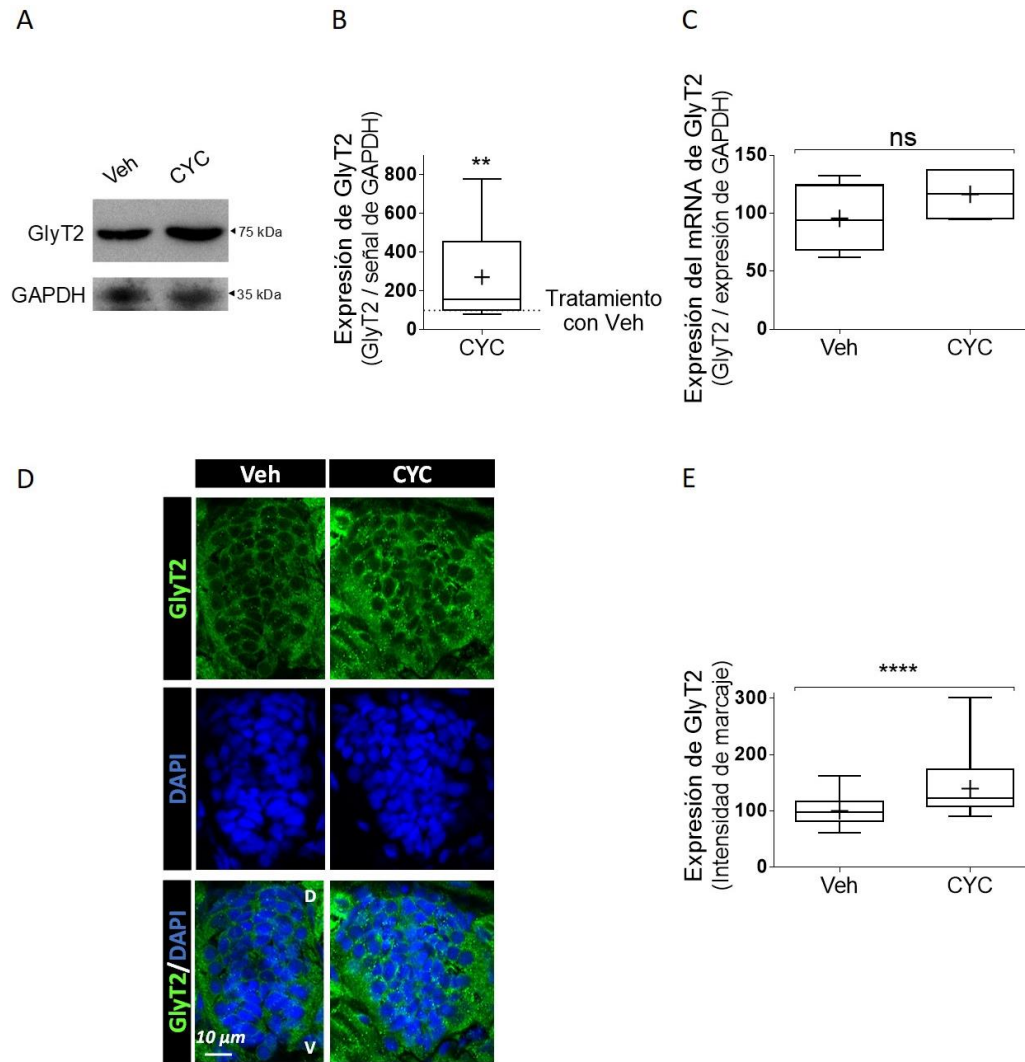 A
Veh
CYC
GlyT2
75 kDa
GAPDH
35 kDa
B
Expresión de GlyT2
(GlyT2 / señal de GAPDH)
800
600
400
200
0
**
CYC
Tratamiento
con Veh
C
Expresión del mRNA de GlyT2
(GlyT2 / expresión de GAPDH)
150
100
50
0
ns
Veh
CYC
D
Veh
CYC
GlyT2
DAPI
GlyT2/DAPI
D
V
10 µm
E
Expresión de GlyT2
(Intensidad de marcaje)
300
200
100
0
****
Veh
CYC